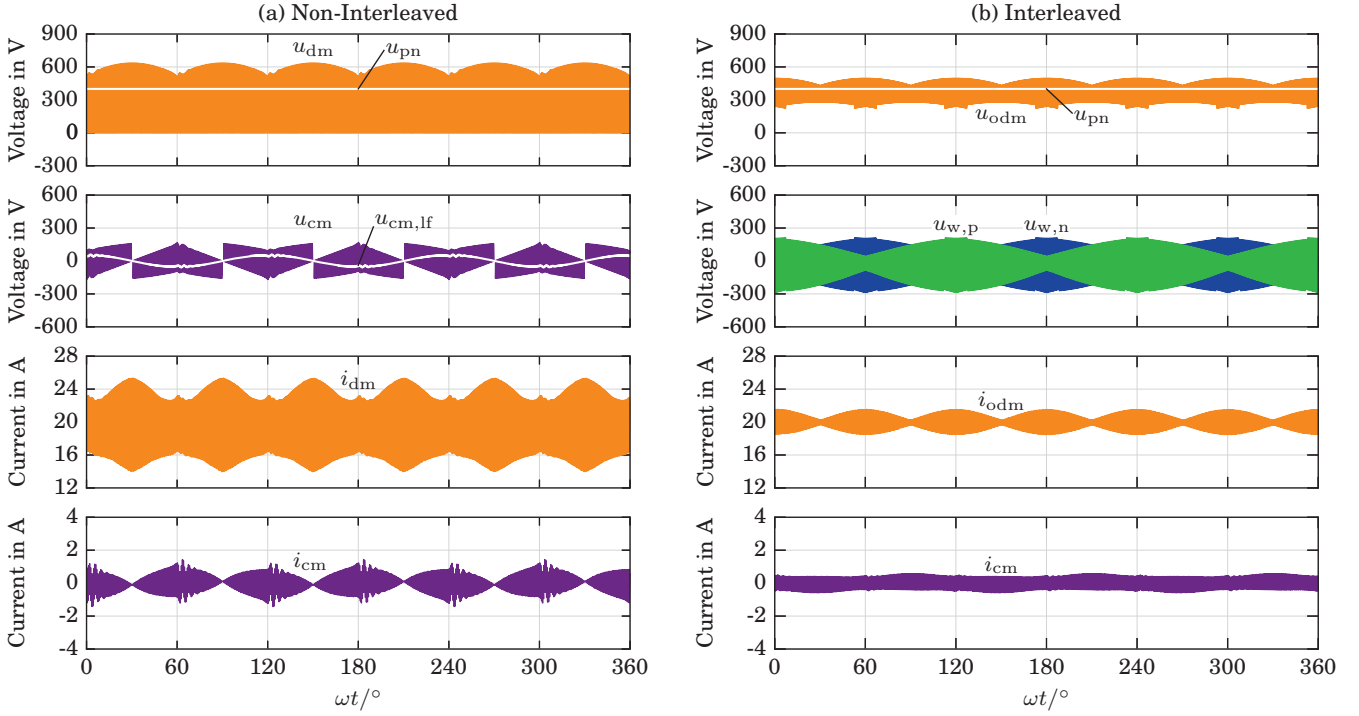 (a) Non-Interleaved
Voltage in V
900
600
300
0
-300
u_dm
u_pn
Voltage in V
600
300
0
-300
-600
u_cm
u_cm,lf
Current in A
28
24
20
16
12
i_dm
Current in A
4
2
0
-2
-4
i_cm
0 60 120 180 240 300 360
ωt/°
(b) Interleaved
Voltage in V
900
600
300
0
-300
u_odm
u_pn
Voltage in V
600
300
0
-300
-600
u_w,p
u_w,n
Current in A
28
24
20
16
12
i_odm
Current in A
4
2
0
-2
-4
i_cm
0 60 120 180 240 300 360
ωt/°